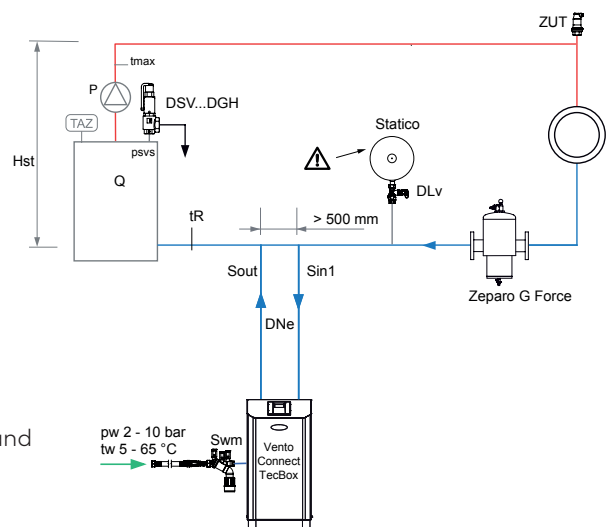 ZUT
tmax
P
DSV...DGH
TAZ
psvs
Statico
Hst
Q
DLv
tR
> 500 mm
Sout
Sin1
Zeparo G Force
DNe
und
pw 2 - 10 bar
tw 5 - 65 °C
Swm
Vento
Connect
TecBox